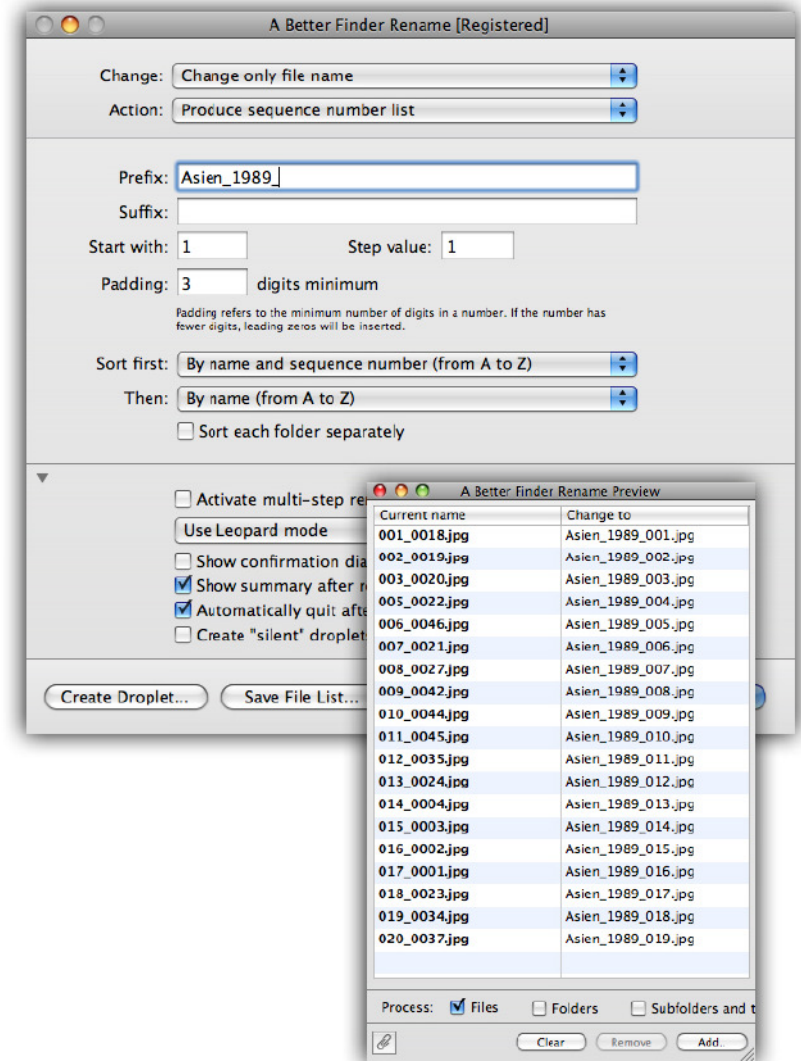 A Better Finder Rename [Registered]
Change: Change only file name
Action: Produce sequence number list
Prefix: Asien_1989_
Suffix:
Start with: 1 Step value: 1
Padding: 3 digits minimum
Padding refers to the minimum number of digits in a number. If the number has
fewer digits, leading zeros will be inserted.
Sort first: By name and sequence number (from A to Z)
Then: By name (from A to Z)
Sort each folder separately
Activate multi-step re
Use Leopard mode
Show confirmation dia
Show summary after r
Automatically quit afte
Create "silent" droplet
Create Droplet... Save File List...
A Better Finder Rename Preview
Current name Change to
001_0018.jpg Asien_1989_001.jpg
002_0019.jpg Asien_1989_002.jpg
003_0020.jpg Asien_1989_003.jpg
005_0022.jpg Asien_1989_004.jpg
006_0046.jpg Asien_1989_005.jpg
007_0021.jpg Asien_1989_006.jpg
008_0027.jpg Asien_1989_007.jpg
009_0042.jpg Asien_1989_008.jpg
010_0044.jpg Asien_1989_009.jpg
011_0045.jpg Asien_1989_010.jpg
012_0035.jpg Asien_1989_011.jpg
013_0024.jpg Asien_1989_012.jpg
014_0004.jpg Asien_1989_013.jpg
015_0003.jpg Asien_1989_014.jpg
016_0002.jpg Asien_1989_015.jpg
017_0001.jpg Asien_1989_016.jpg
018_0023.jpg Asien_1989_017.jpg
019_0034.jpg Asien_1989_018.jpg
020_0037.jpg Asien_1989_019.jpg
Process: Files Folders Subfolders and t
Clear Remove Add..